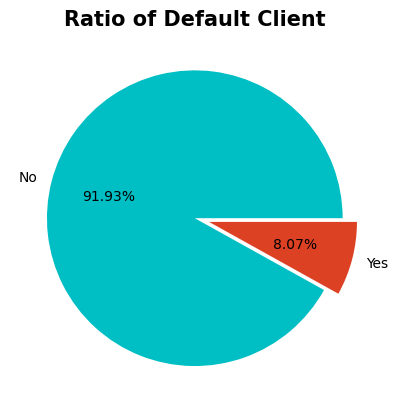 Ratio of Default Client
No
91.93%
8.07%
Yes